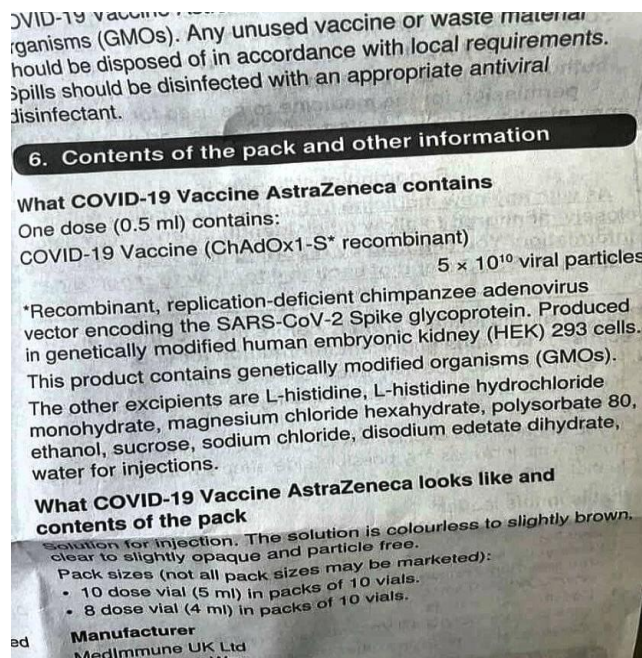 OVID-19 Vaccine
rganisms (GMOs). Any unused vaccine or waste material
hould be disposed of in accordance with local requirements.
Spills should be disinfected with an appropriate antiviral
disinfectant.
6. Contents of the pack and other information
What COVID-19 Vaccine AstraZeneca contains
One dose (0.5 ml) contains:
COVID-19 Vaccine (ChAdOx1-S* recombinant)
5 × 10¹⁰ viral particles
*Recombinant, replication-deficient chimpanzee adenovirus
vector encoding the SARS-CoV-2 Spike glycoprotein. Produced
in genetically modified human embryonic kidney (HEK) 293 cells.
This product contains genetically modified organisms (GMOs).
The other excipients are L-histidine, L-histidine hydrochloride
monohydrate, magnesium chloride hexahydrate, polysorbate 80,
ethanol, sucrose, sodium chloride, disodium edetate dihydrate,
water for injections.
What COVID-19 Vaccine AstraZeneca looks like and
contents of the pack
Solution for injection. The solution is colourless to slightly brown,
clear to slightly opaque and particle free.
Pack sizes (not all pack sizes may be marketed):
• 10 dose vial (5 ml) in packs of 10 vials.
• 8 dose vial (4 ml) in packs of 10 vials.
ed
Manufacturer
MedImmune UK Ltd